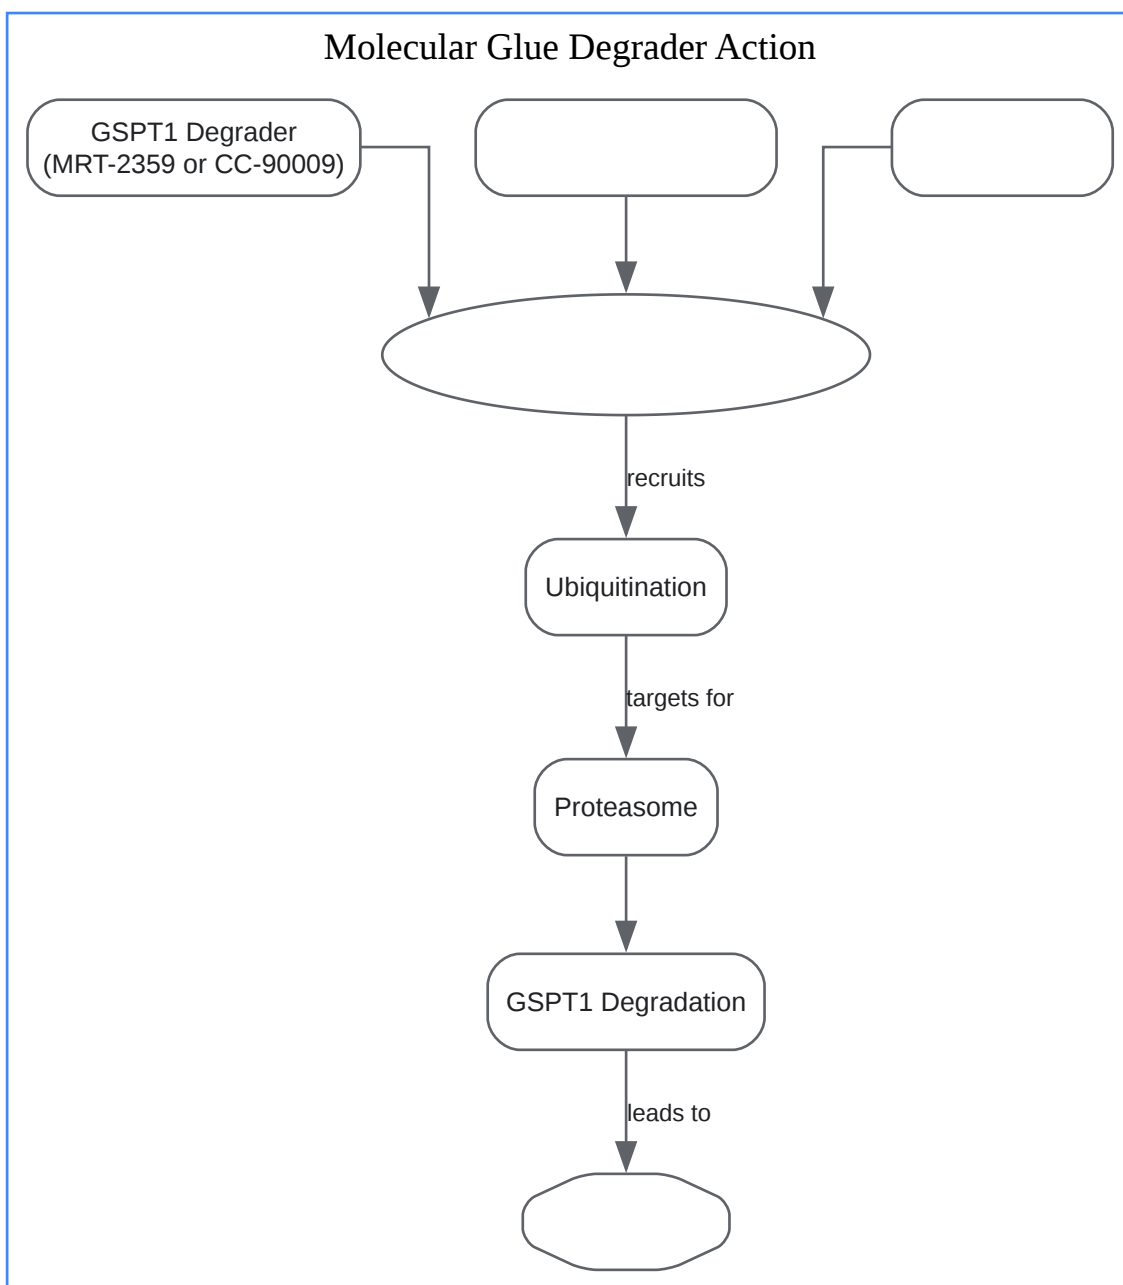 Molecular Glue Degrader Action
GSPT1 Degrader
(MRT-2359 or CC-90009)
recruits
Ubiquitination
targets for
Proteasome
GSPT1 Degradation
leads to